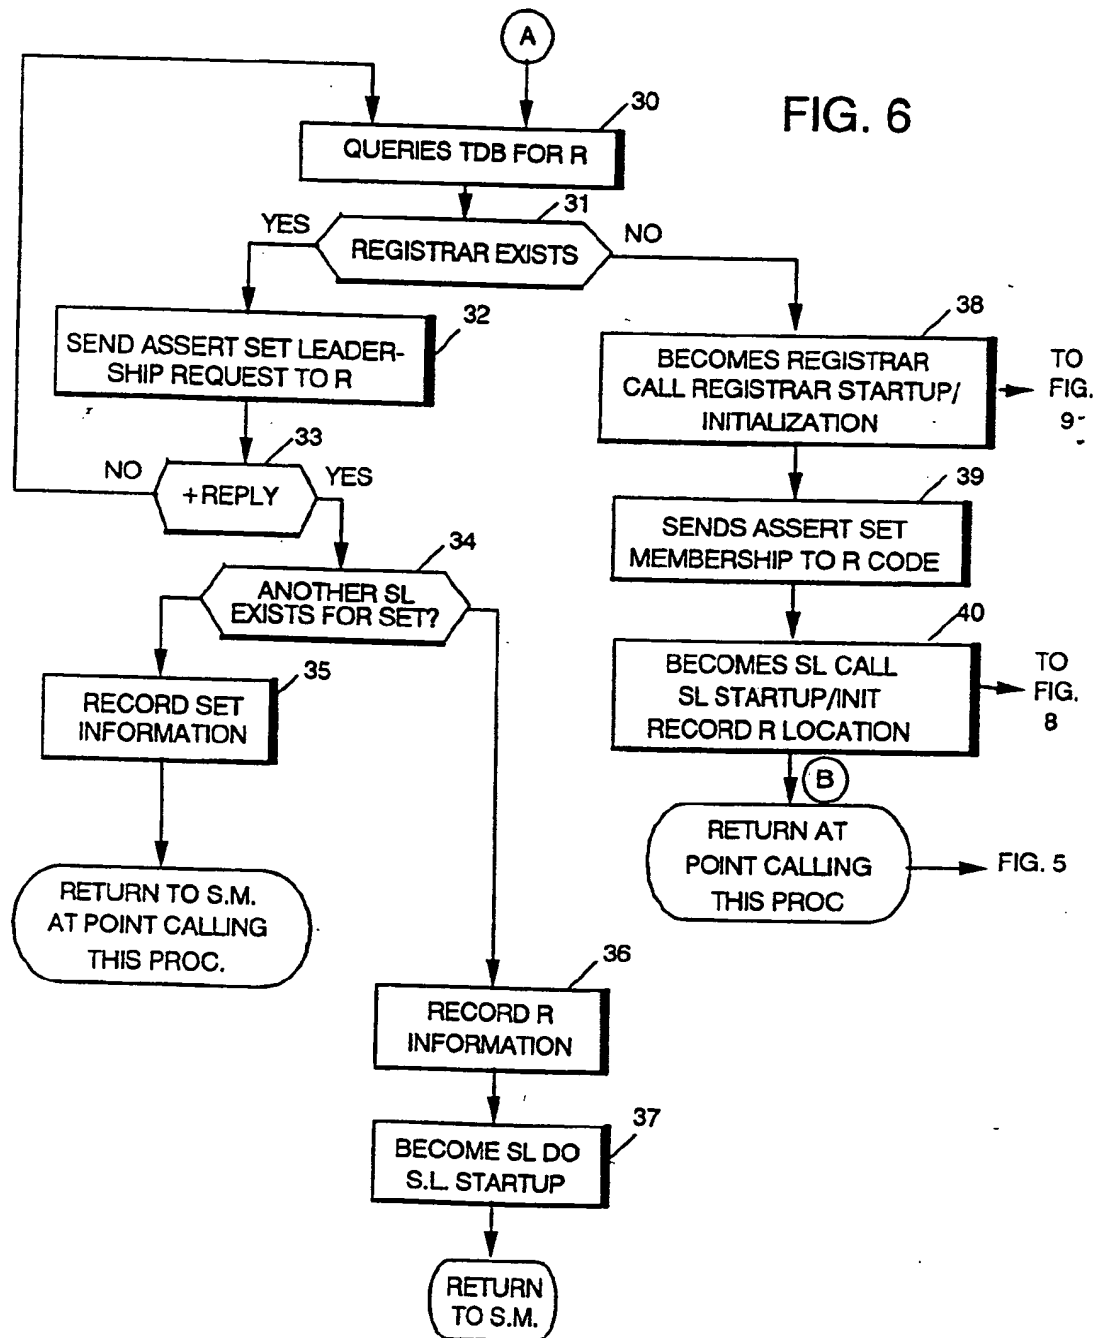 A
FIG. 6
30
QUERIES TDB FOR R
31
YES
REGISTRAR EXISTS
NO
32
SEND ASSERT SET LEADER-
SHIP REQUEST TO R
33
NO
+REPLY
YES
34
ANOTHER SL
EXISTS FOR SET?
35
RECORD SET
INFORMATION
RETURN TO S.M.
AT POINT CALLING
THIS PROC.
36
RECORD R
INFORMATION
37
BECOME SL DO
S.L. STARTUP
RETURN
TO S.M.
38
BECOMES REGISTRAR
CALL REGISTRAR STARTUP/
INITIALIZATION
TO
FIG.
9
39
SENDS ASSERT SET
MEMBERSHIP TO R CODE
40
BECOMES SL CALL
SL STARTUP/INIT
RECORD R LOCATION
TO
FIG.
8
B
RETURN AT
POINT CALLING
THIS PROC
FIG. 5